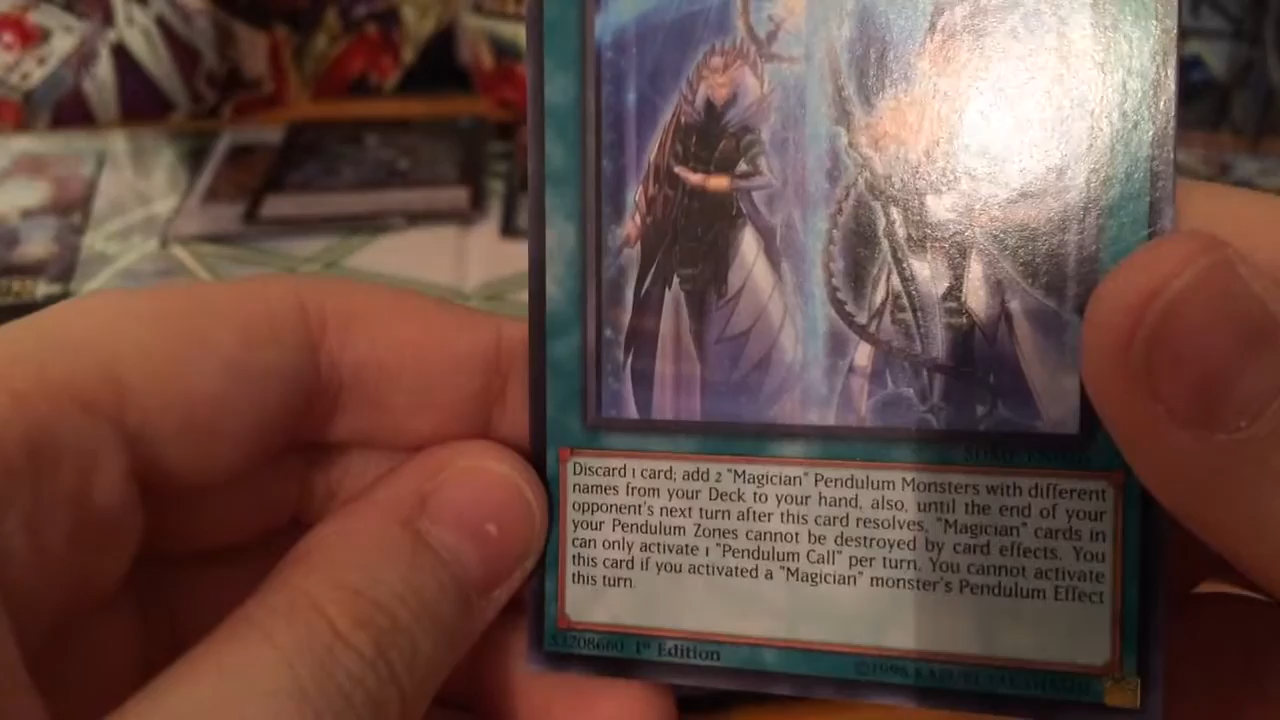 Discard 1 card; add 2 "Magician" Pendulum Monsters with different
names from your Deck to your hand, also, until the end of your
opponent's next turn after this card resolves, "Magician" cards in
your Pendulum Zones cannot be destroyed by card effects. You
can only activate 1 "Pendulum Call" per turn. You cannot activate
this card if you activated a "Magician" monster's Pendulum Effect
this turn.
53208660 1st Edition
©1996